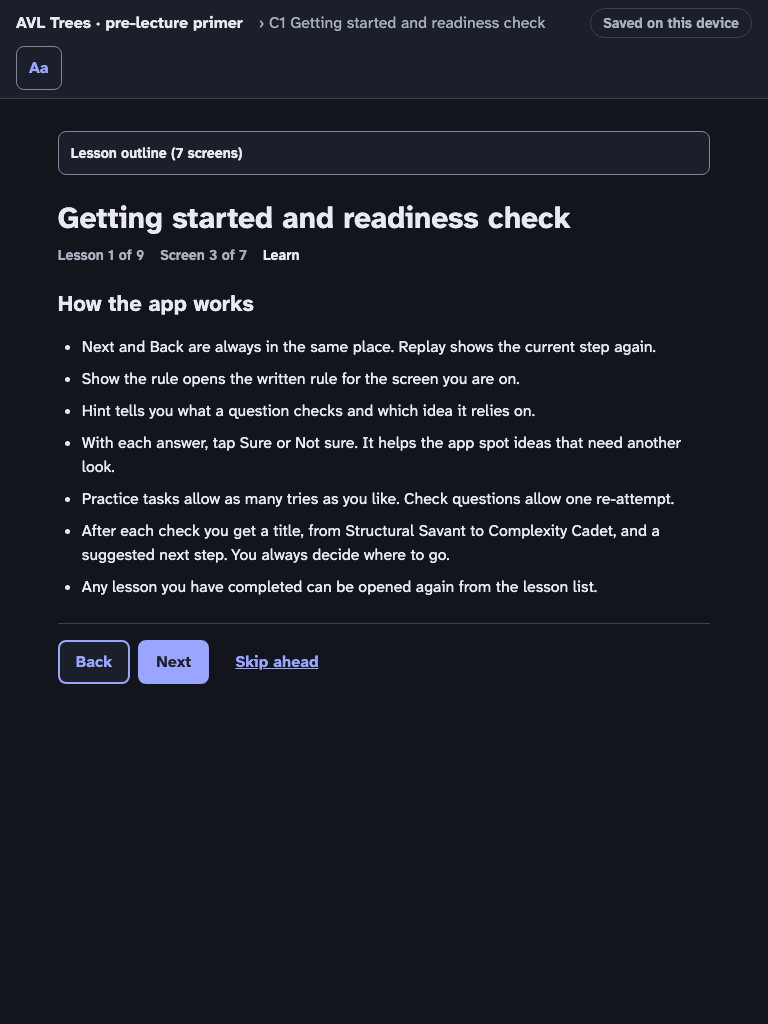 AVL Trees · pre-lecture primer › C1 Getting started and readiness check Saved on this device
Aa
Lesson outline (7 screens)
Getting started and readiness check
Lesson 1 of 9 Screen 3 of 7 Learn
How the app works
• Next and Back are always in the same place. Replay shows the current step again.
• Show the rule opens the written rule for the screen you are on.
• Hint tells you what a question checks and which idea it relies on.
• With each answer, tap Sure or Not sure. It helps the app spot ideas that need another
look.
• Practice tasks allow as many tries as you like. Check questions allow one re-attempt.
• After each check you get a title, from Structural Savant to Complexity Cadet, and a
suggested next step. You always decide where to go.
• Any lesson you have completed can be opened again from the lesson list.
Back Next Skip ahead